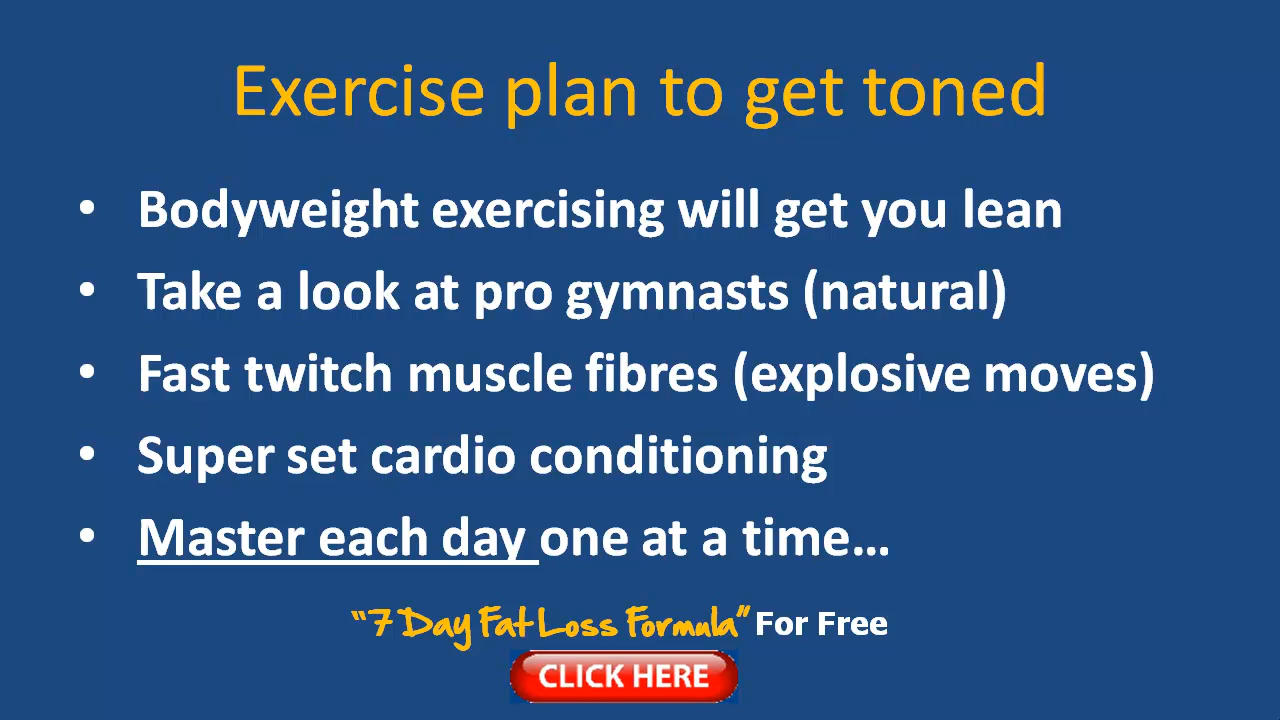 Exercise plan to get toned
• Bodyweight exercising will get you lean
• Take a look at pro gymnasts (natural)
• Fast twitch muscle fibres (explosive moves)
• Super set cardio conditioning
• Master each day one at a time…
“7 Day Fat Loss Formula” For Free
CLICK HERE